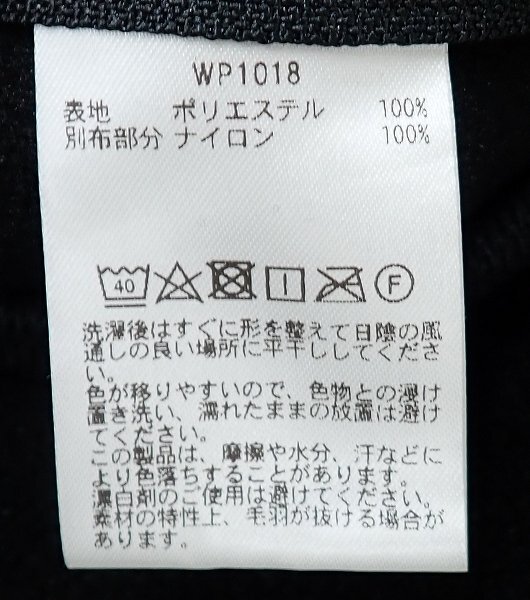 WP1018
表地 ポリエステル 100%
別布部分 ナイロン 100%
40 F
洗濯後はすぐに形を整えて日陰の風
通しの良い場所に平干ししてくださ
い。
色が移りやすいので、色物との漬け
置き洗い、濡れたままの放置は避け
てください。
この製品は、摩擦や水分、汗などに
より色落ちすることがあります。
漂白剤のご使用は避けてください。
素材の特性上、毛羽が抜ける場合が
あります。